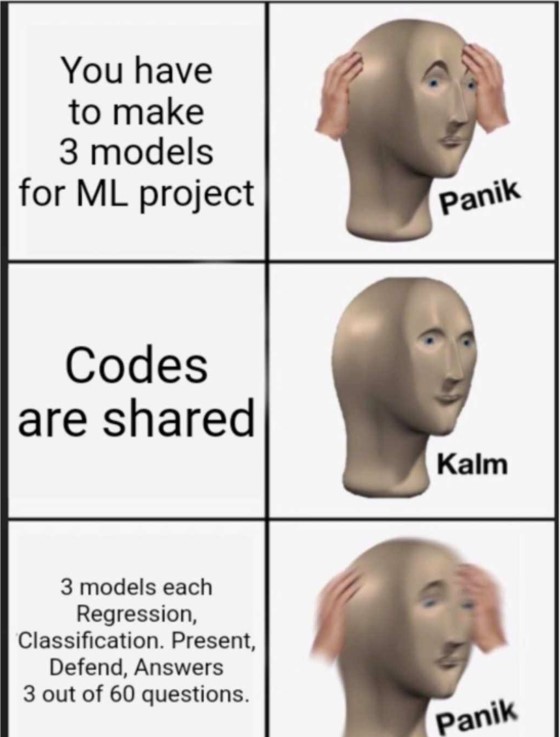 You have
to make
3 models
for ML project
Panik
Codes
are shared
Kalm
3 models each
Regression,
Classification. Present,
Defend, Answers
3 out of 60 questions.
Panik